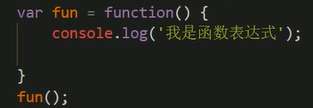 var fun = function() {
console.log('我是函数表达式');
}
fun();